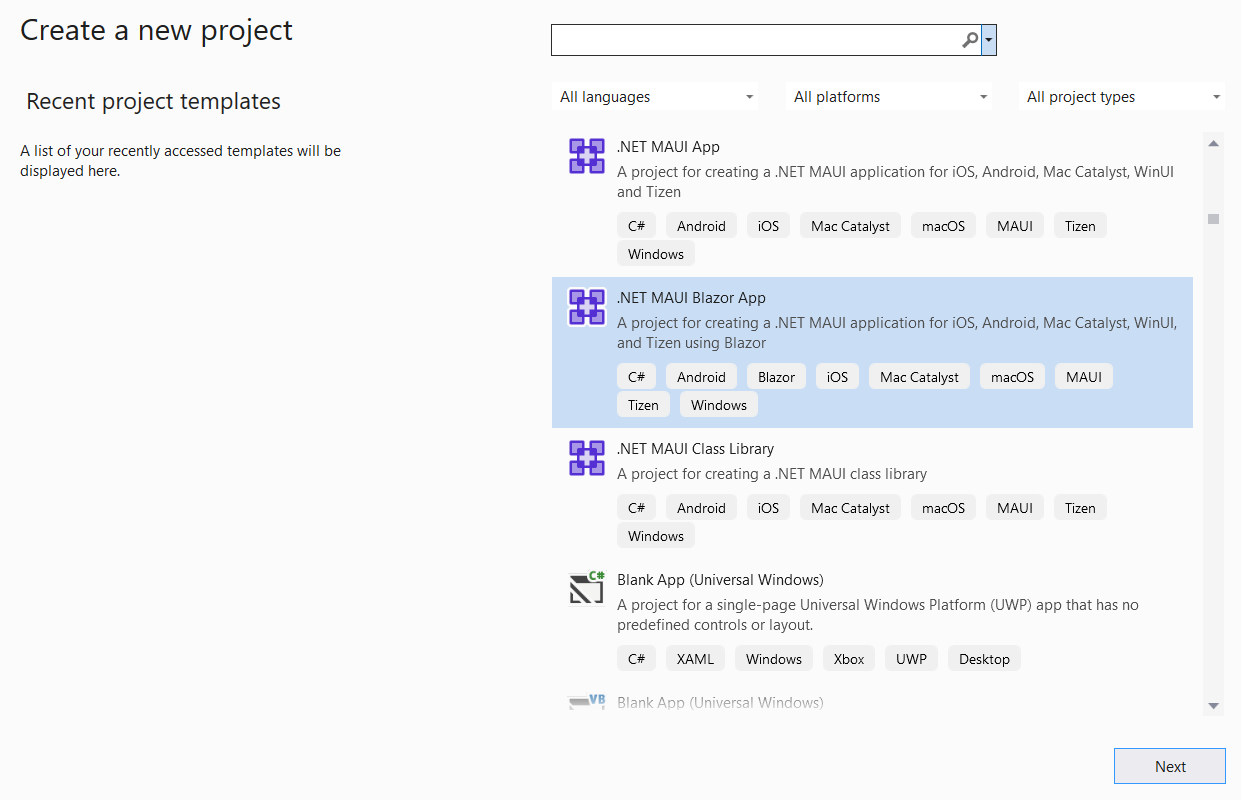 Create a new project
Recent project templates
A list of your recently accessed templates will be
displayed here.
All languages
All platforms
All project types
.NET MAUI App
A project for creating a .NET MAUI application for iOS, Android, Mac Catalyst, WinUI
and Tizen
C# Android iOS Mac Catalyst macOS MAUI Tizen
Windows
.NET MAUI Blazor App
A project for creating a .NET MAUI application for iOS, Android, Mac Catalyst, WinUI,
and Tizen using Blazor
C# Android Blazor iOS Mac Catalyst macOS MAUI
Tizen Windows
.NET MAUI Class Library
A project for creating a .NET MAUI class library
C# Android iOS Mac Catalyst macOS MAUI Tizen
Windows
C#
Blank App (Universal Windows)
A project for a single-page Universal Windows Platform (UWP) app that has no
predefined controls or layout.
C# XAML Windows Xbox UWP Desktop
VB
Blank App (Universal Windows)
Next